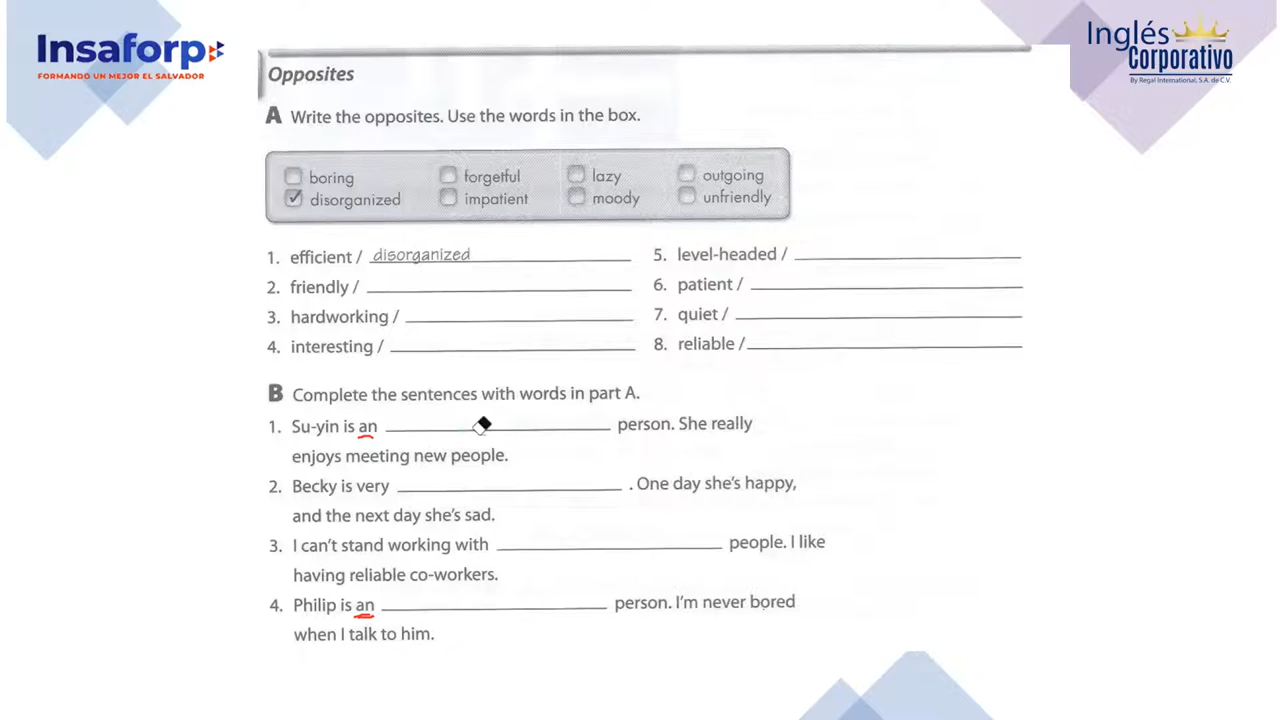 Insaforp
FORMANDO UN MEJOR EL SALVADOR
Inglés
Corporativo
By Regal International, S.A. de C.V.
Opposites
A Write the opposites. Use the words in the box.
boring forgetful lazy outgoing
disorganized impatient moody unfriendly
1. efficient / disorganized
2. friendly /
3. hardworking /
4. interesting /
5. level-headed /
6. patient /
7. quiet /
8. reliable /
B Complete the sentences with words in part A.
1. Su-yin is an person. She really
enjoys meeting new people.
2. Becky is very . One day she's happy,
and the next day she's sad.
3. I can't stand working with people. I like
having reliable co-workers.
4. Philip is an person. I'm never bored
when I talk to him.